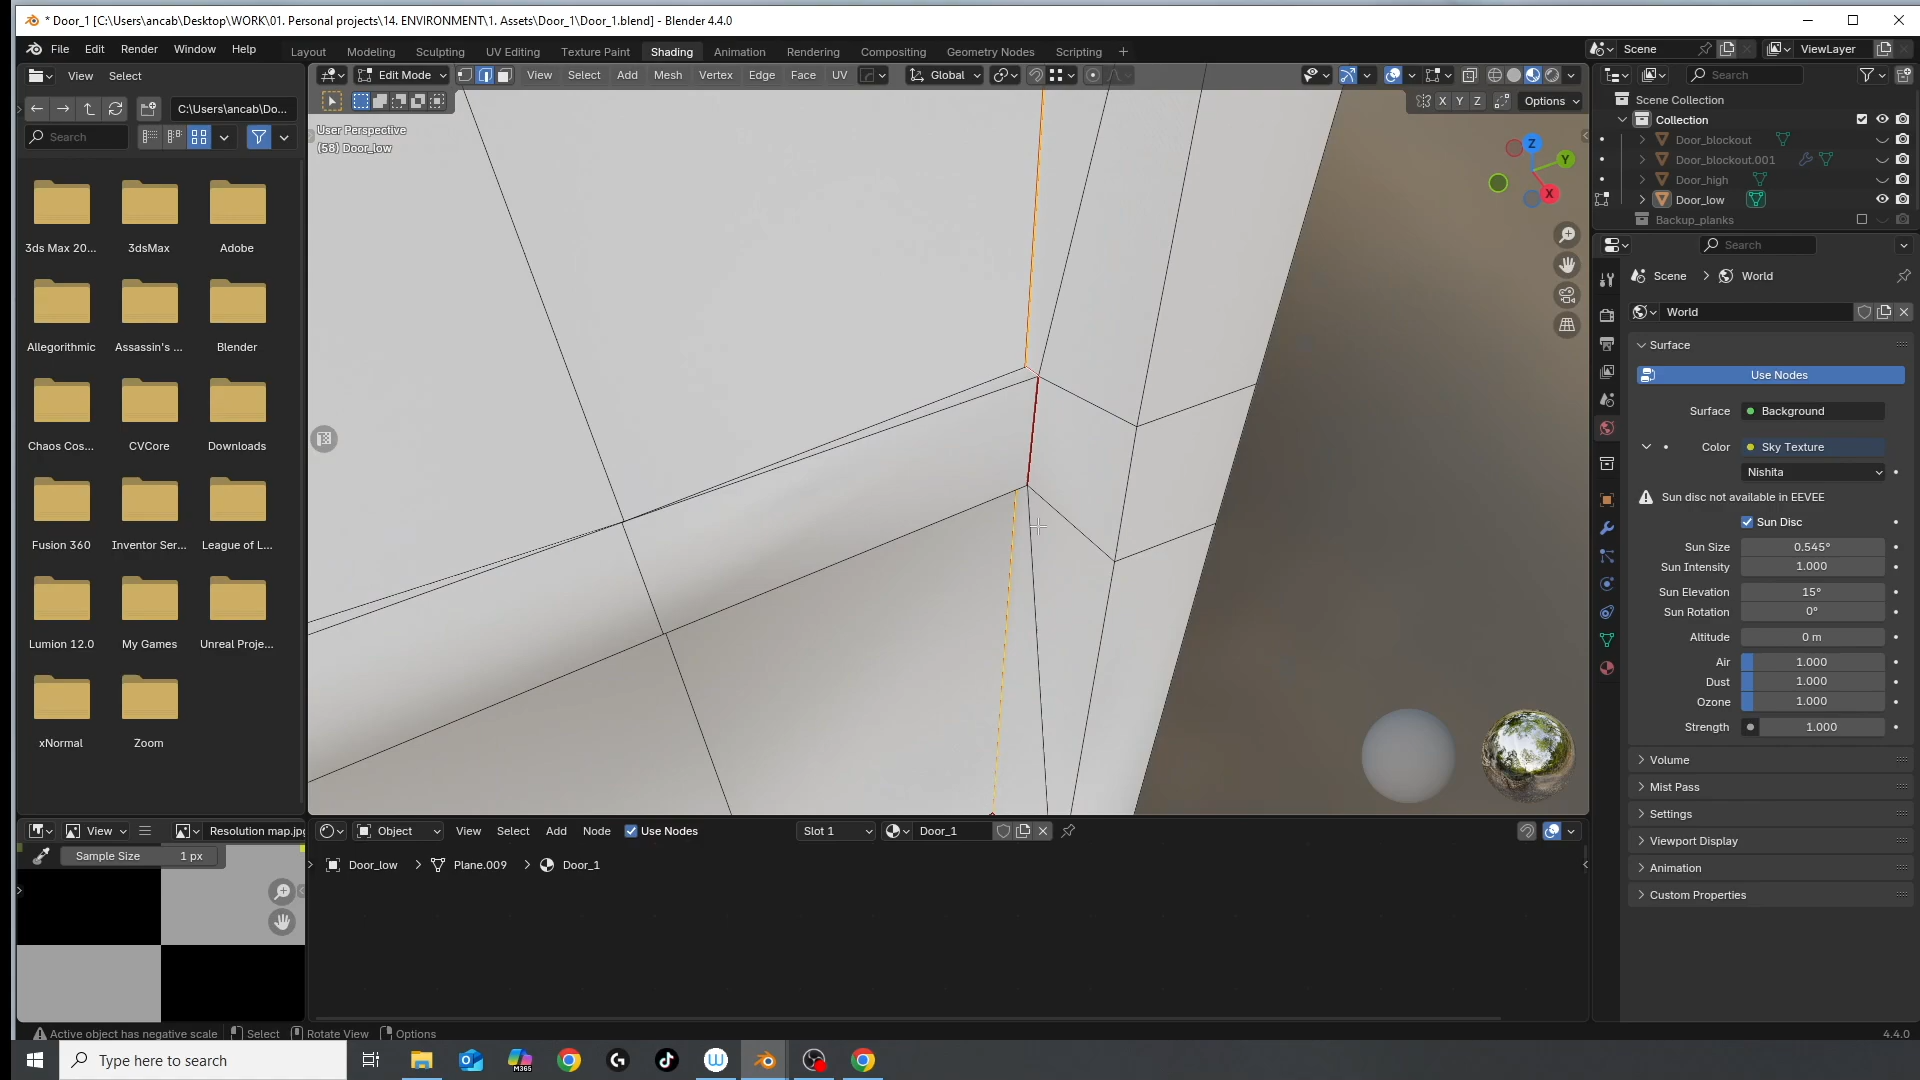 * Door_1 [C:\Users\ancab\Desktop\WORK\01. Personal projects\14. ENVIRONMENT\1. Assets\Door_1\Door_1.blend] - Blender 4.4.0
File Edit Render Window Help
Layout Modeling Sculpting UV Editing Texture Paint Shading Animation Rendering Compositing Geometry Nodes Scripting +
Scene
ViewLayer
View Select
C:\Users\ancab\Do...
Search
3ds Max 20...
3dsMax
Adobe
Allegorithmic
Assassin's ...
Blender
Chaos Cos...
CVCore
Downloads
Fusion 360
Inventor Ser...
League of L...
Lumion 12.0
My Games
Unreal Proje...
xNormal
Zoom
Edit Mode
View Select Add Mesh Vertex Edge Face UV
Global
X Y Z
Options
User Perspective
(58) Door_low
Z
Y
X
Search
Scene Collection
Collection
Door_blockout
Door_blockout.001
Door_high
Door_low
Backup_planks
Search
Scene > World
World
Surface
Use Nodes
Surface Background
Color Sky Texture
Nishita
Sun disc not available in EEVEE
Sun Disc
Sun Size 0.545°
Sun Intensity 1.000
Sun Elevation 15°
Sun Rotation 0°
Altitude 0 m
Air 1.000
Dust 1.000
Ozone 1.000
Strength 1.000
Volume
Mist Pass
Settings
Viewport Display
Animation
Custom Properties
View
Resolution map.jpg
Sample Size 1 px
Object
View Select Add Node Use Nodes
Slot 1
Door_1
Door_low > Plane.009 > Door_1
Active object has negative scale
Select
Rotate View
Options
4.4.0
Type here to search
M365